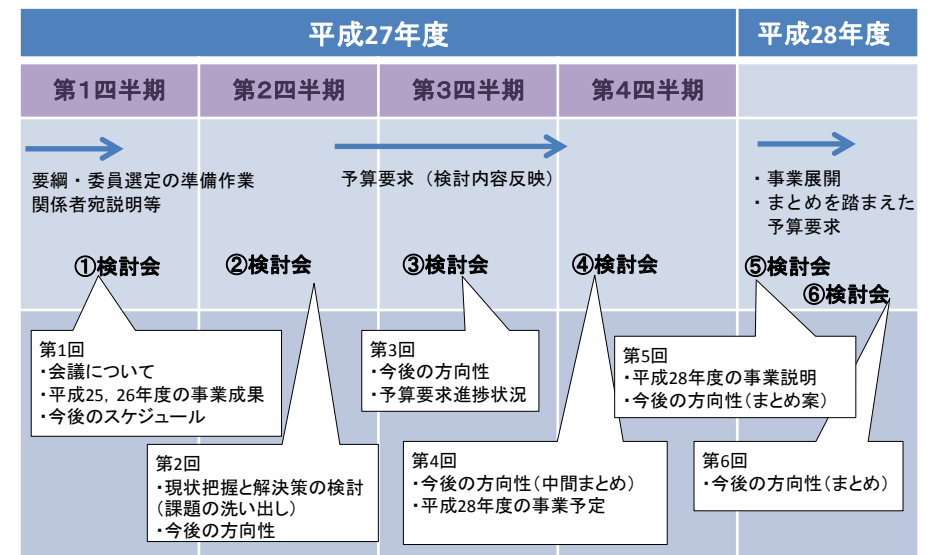 平成27年度
平成28年度
第1四半期
第2四半期
第3四半期
第4四半期
要綱・委員選定の準備作業
関係者宛説明等
予算要求（検討内容反映）
・事業展開
・まとめを踏まえた
予算要求
①検討会
②検討会
③検討会
④検討会
⑤検討会
⑥検討会
第1回
・会議について
・平成25，26年度の事業成果
・今後のスケジュール
第2回
・現状把握と解決策の検討
（課題の洗い出し）
・今後の方向性
第3回
・今後の方向性
・予算要求進捗状況
第4回
・今後の方向性（中間まとめ）
・平成28年度の事業予定
第5回
・平成28年度の事業説明
・今後の方向性（まとめ案）
第6回
・今後の方向性（まとめ）